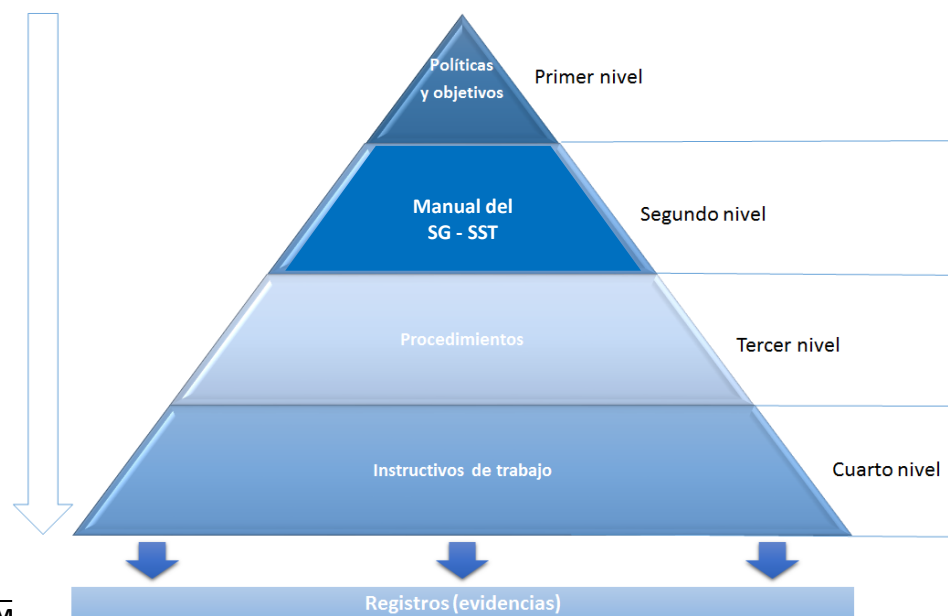 Políticas
y objetivos
Primer nivel
Manual del
SG - SST
Segundo nivel
Procedimientos
Tercer nivel
Instructivos de trabajo
Cuarto nivel
Registros (evidencias)